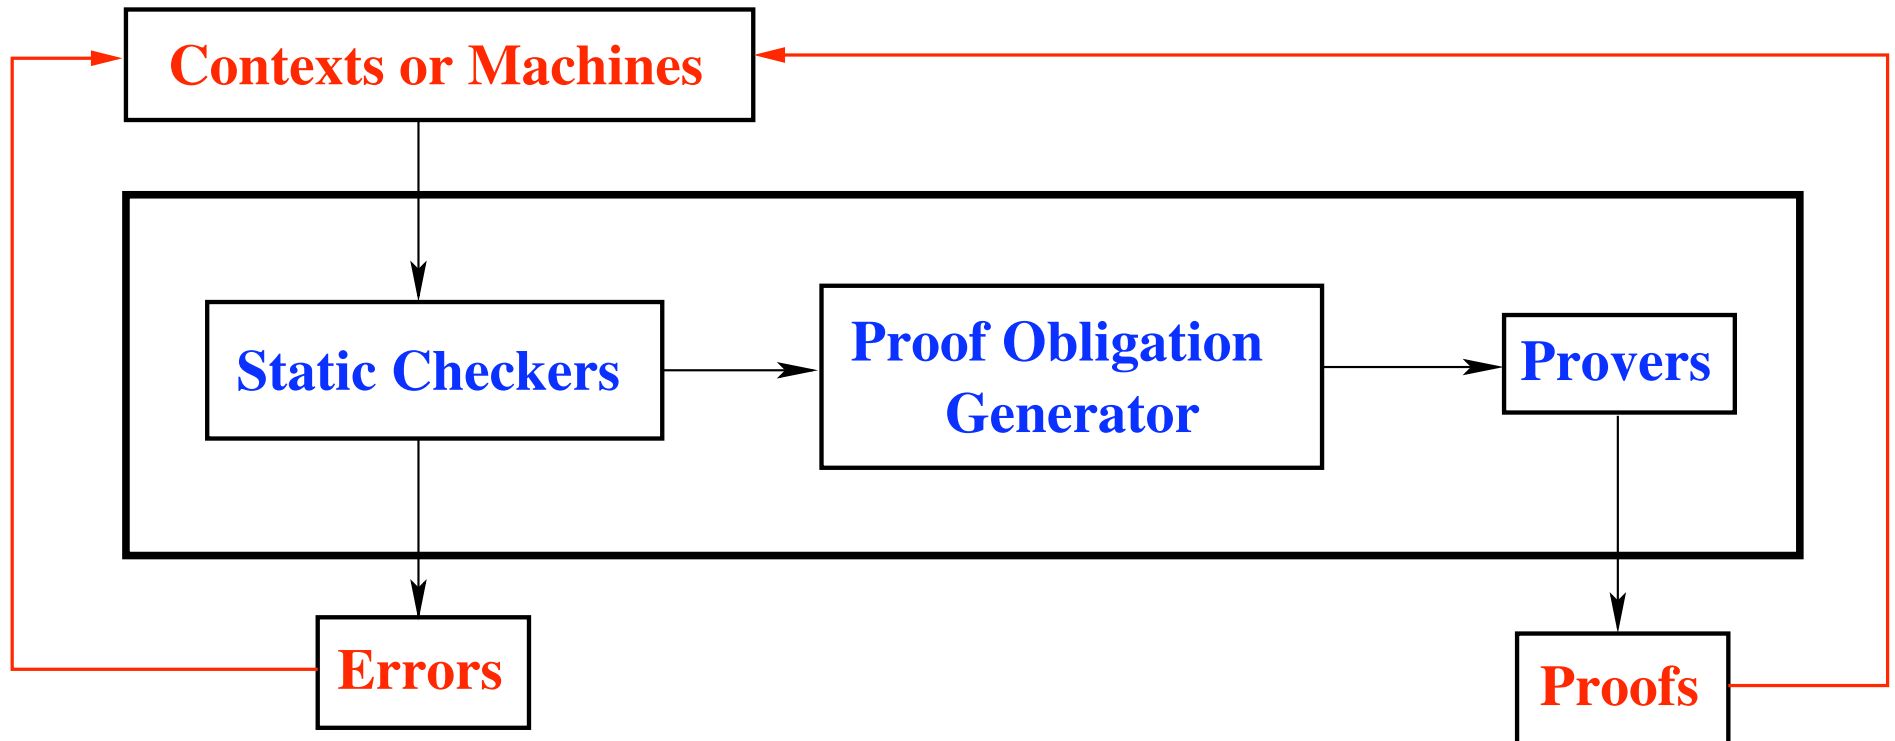 Contexts or Machines
Static Checkers
Proof Obligation
Generator
Provers
Errors
Proofs